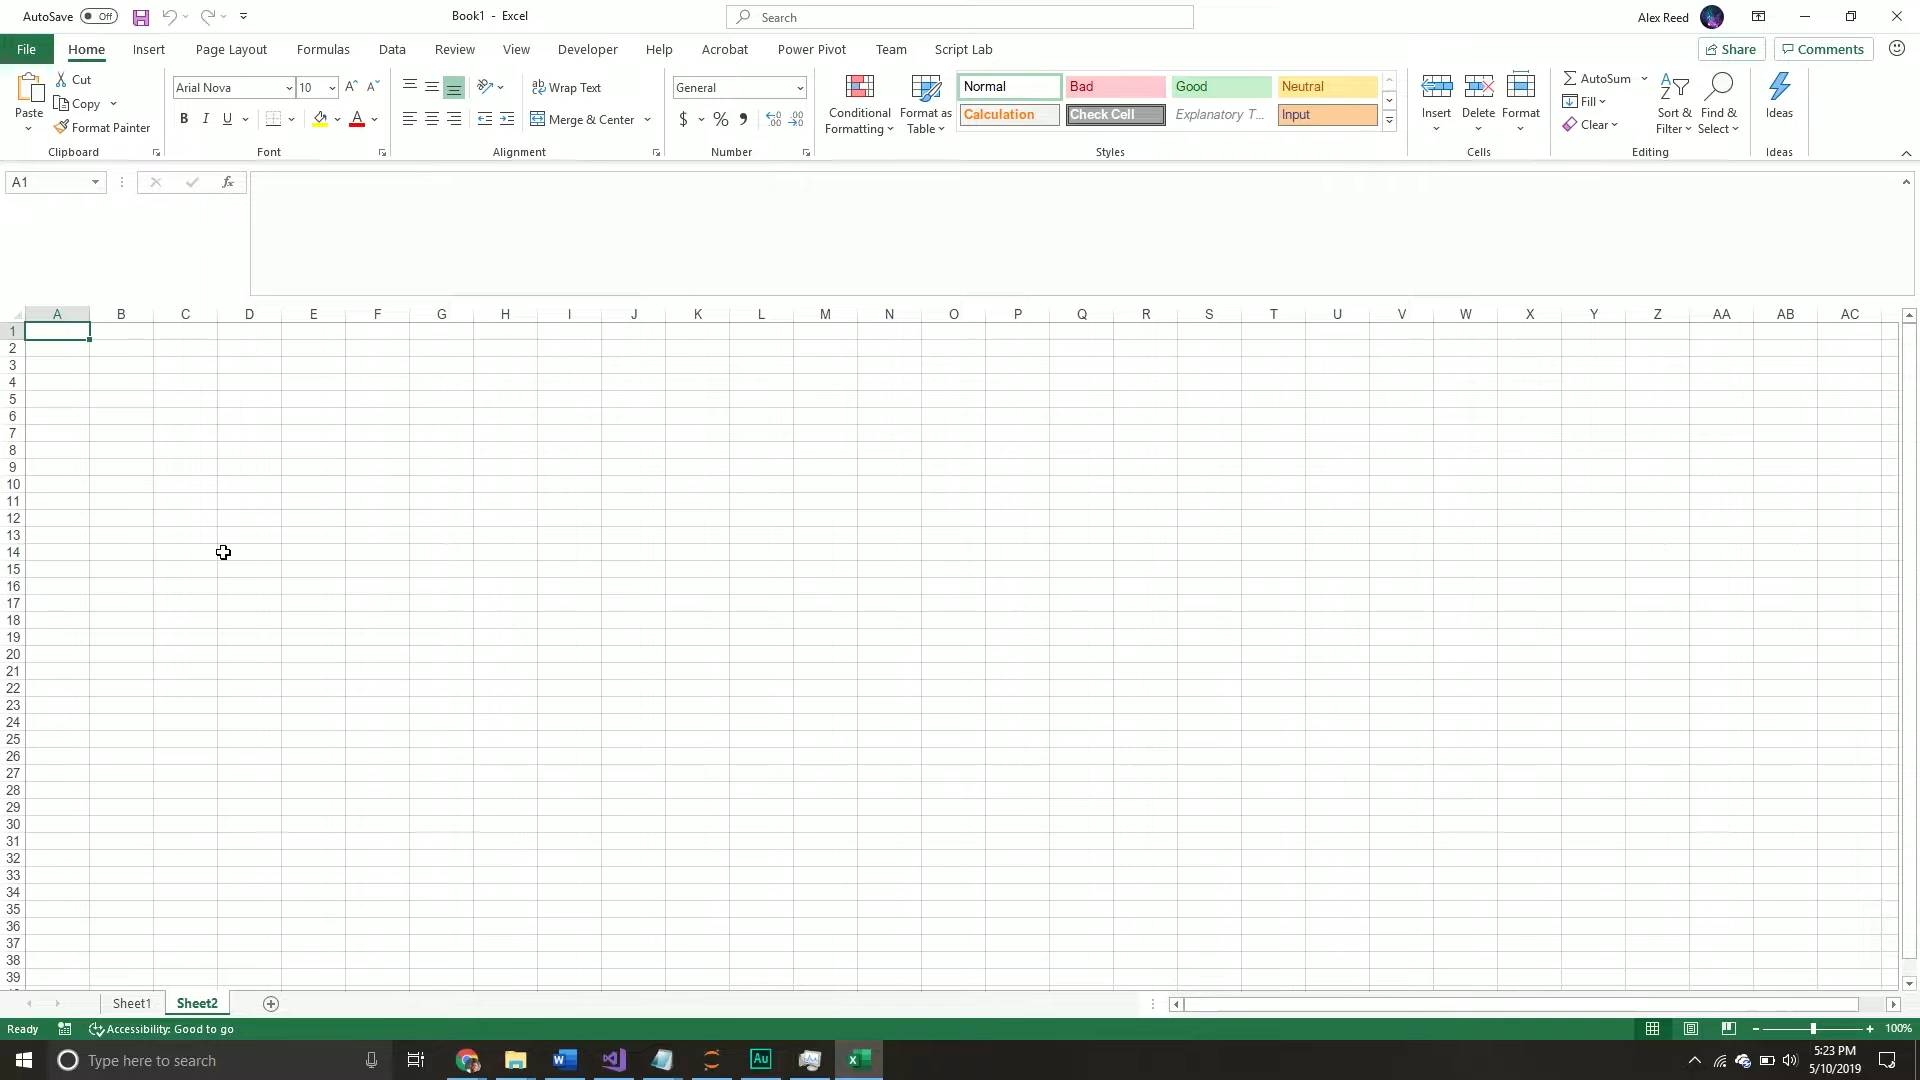 AutoSave Off Book1 - Excel Search Alex Reed
File Home Insert Page Layout Formulas Data Review View Developer Help Acrobat Power Pivot Team Script Lab Share Comments
Paste
Cut
Copy
Format Painter
Clipboard
Arial Nova 10
B I U
Font
Wrap Text
Merge & Center
Alignment
General
$ % 9
Number
Conditional Formatting
Format as Table
Normal Bad Good Neutral
Calculation Check Cell Explanatory T... Input
Styles
Insert Delete Format
Cells
AutoSum
Fill
Clear
Sort & Filter
Find & Select
Editing
Ideas
Ideas
A1 fx
A B C D E F G H I J K L M N O P Q R S T U V W X Y Z AA AB AC
1
2
3
4
5
6
7
8
9
10
11
12
13
14
15
16
17
18
19
20
21
22
23
24
25
26
27
28
29
30
31
32
33
34
35
36
37
38
39
Sheet1 Sheet2
Ready Accessibility: Good to go 100%
Type here to search Au 5:23 PM
5/10/2019